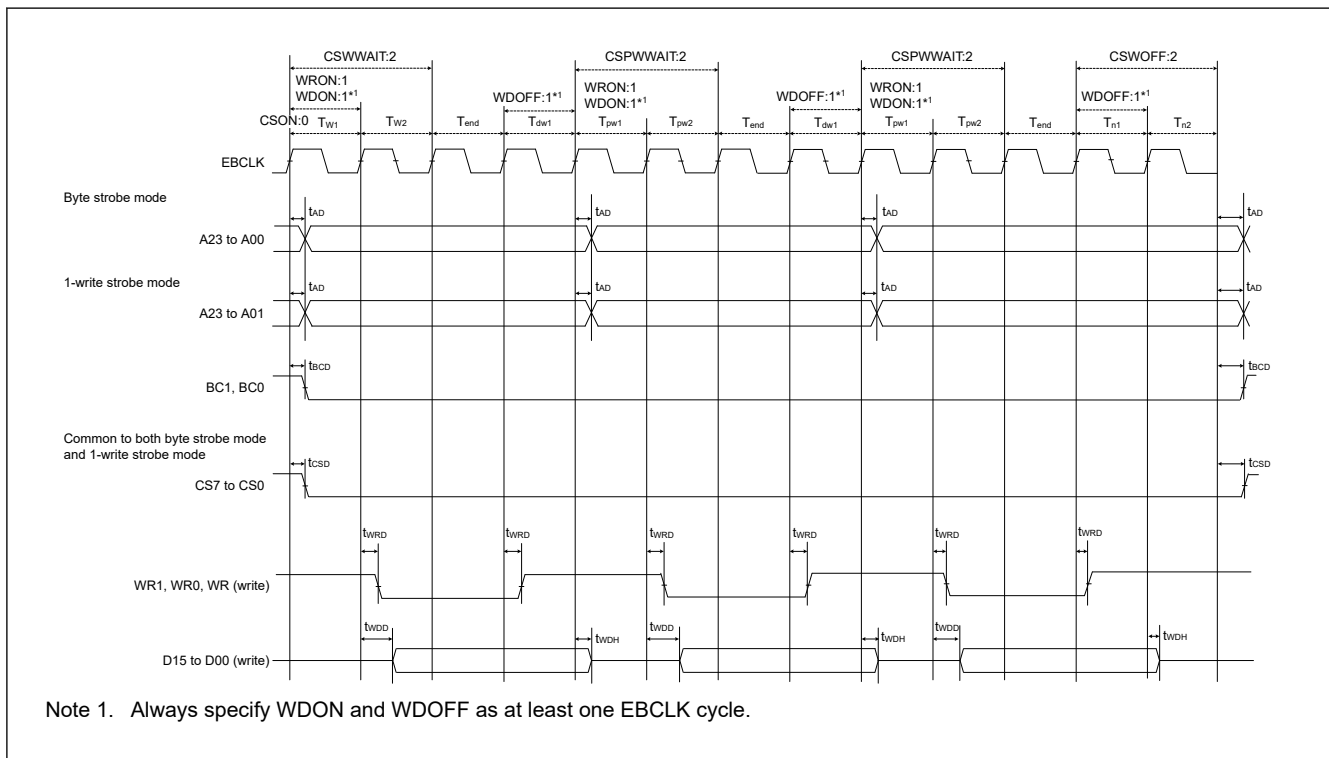 CSWWAIT:2 CSPWWAIT:2 CSPWWAIT:2 CSWOFF:2
WRON:1 WRON:1 WRON:1
WDON:1*1 WDOFF:1*1 WDON:1*1 WDOFF:1*1 WDON:1*1 WDOFF:1*1
CSON:0 TW1 TW2 Tend Tdw1 Tpw1 Tpw2 Tend Tdw1 Tpw1 Tpw2 Tend Tn1 Tn2
EBCLK
Byte strobe mode
tAD tAD tAD tAD
A23 to A00
1-write strobe mode
tAD tAD tAD tAD
A23 to A01
tBCD tBCD
BC1, BC0
Common to both byte strobe mode
and 1-write strobe mode
tCSD tCSD
CS7 to CS0
tWRD tWRD tWRD tWRD tWRD tWRD
WR1, WR0, WR (write)
tWDD tWDH tWDD tWDH tWDD tWDH
D15 to D00 (write)
Note 1. Always specify WDON and WDOFF as at least one EBCLK cycle.